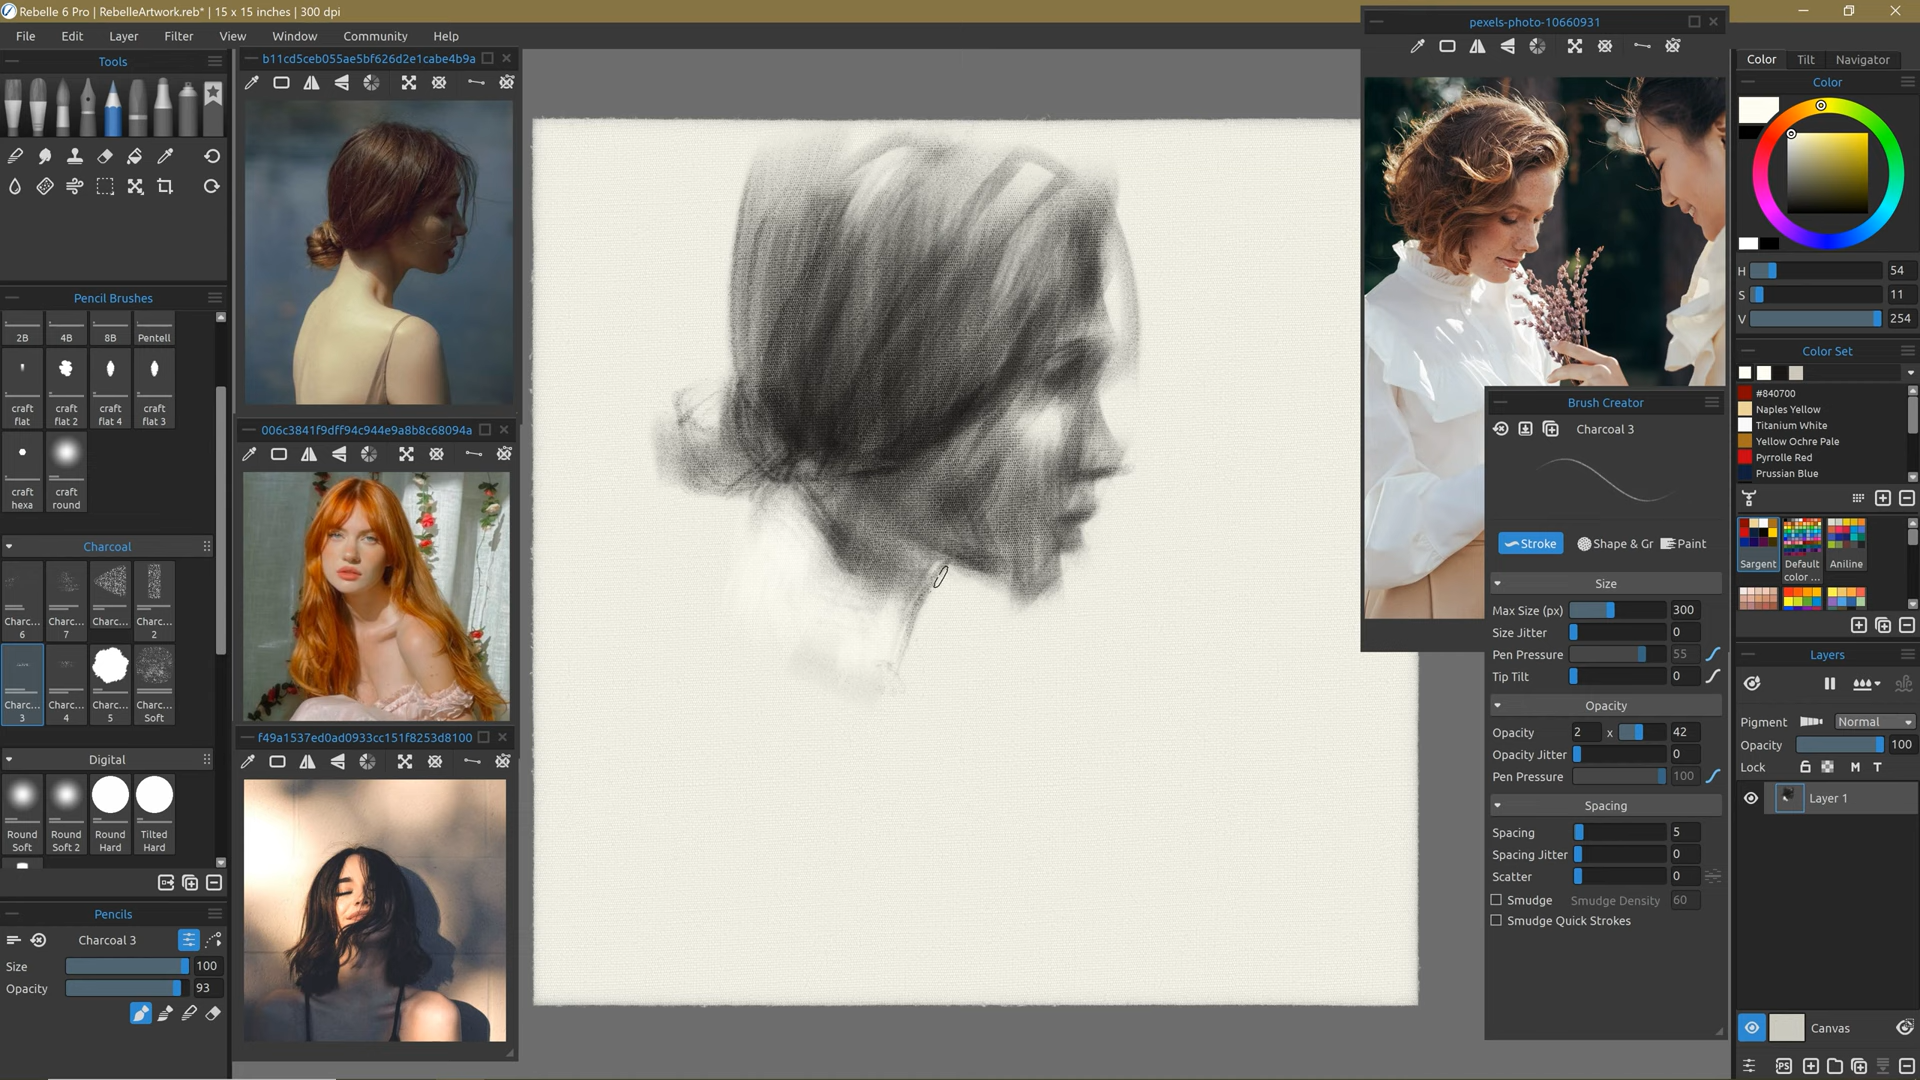 Rebelle 6 Pro | RebelleArtwork.reb* | 15 x 15 inches | 300 dpi
File Edit Layer Filter View Window Community Help
Tools
Pencil Brushes
2B 4B 8B Pentell
craft flat
craft flat 2
craft flat 4
craft flat 3
craft hexa
craft round
Charcoal
Charc... 6
Charc... 7
Charc...
Charc... 2
Charc... 3
Charc... 4
Charc... 5
Charc... Soft
Digital
Round Soft
Round Soft 2
Round Hard
Tilted Hard
Pencils
Charcoal 3
Size 100
Opacity 93
b11cd5ceb055ae5bf626d2e1cabe4b9a
006c3841f9dff94c944e9a8b8c68094a
f49a1537ed0ad0933cc151f8253d8100
pexels-photo-10660931
Brush Creator
Charcoal 3
Stroke Shape & Gr Paint
Size
Max Size (px) 300
Size Jitter 0
Pen Pressure 55
Tip Tilt 0
Opacity
Opacity 2 x 42
Opacity Jitter 0
Pen Pressure 100
Spacing
Spacing 5
Spacing Jitter 0
Scatter 0
Smudge Smudge Density 60
Smudge Quick Strokes
Color Tilt Navigator
Color
H 54
S 11
V 254
Color Set
#840700
Naples Yellow
Titanium White
Yellow Ochre Pale
Pyrrolle Red
Prussian Blue
Sargent
Default color ...
Aniline
Layers
Pigment Normal
Opacity 100
Lock M T
Layer 1
Canvas
PS